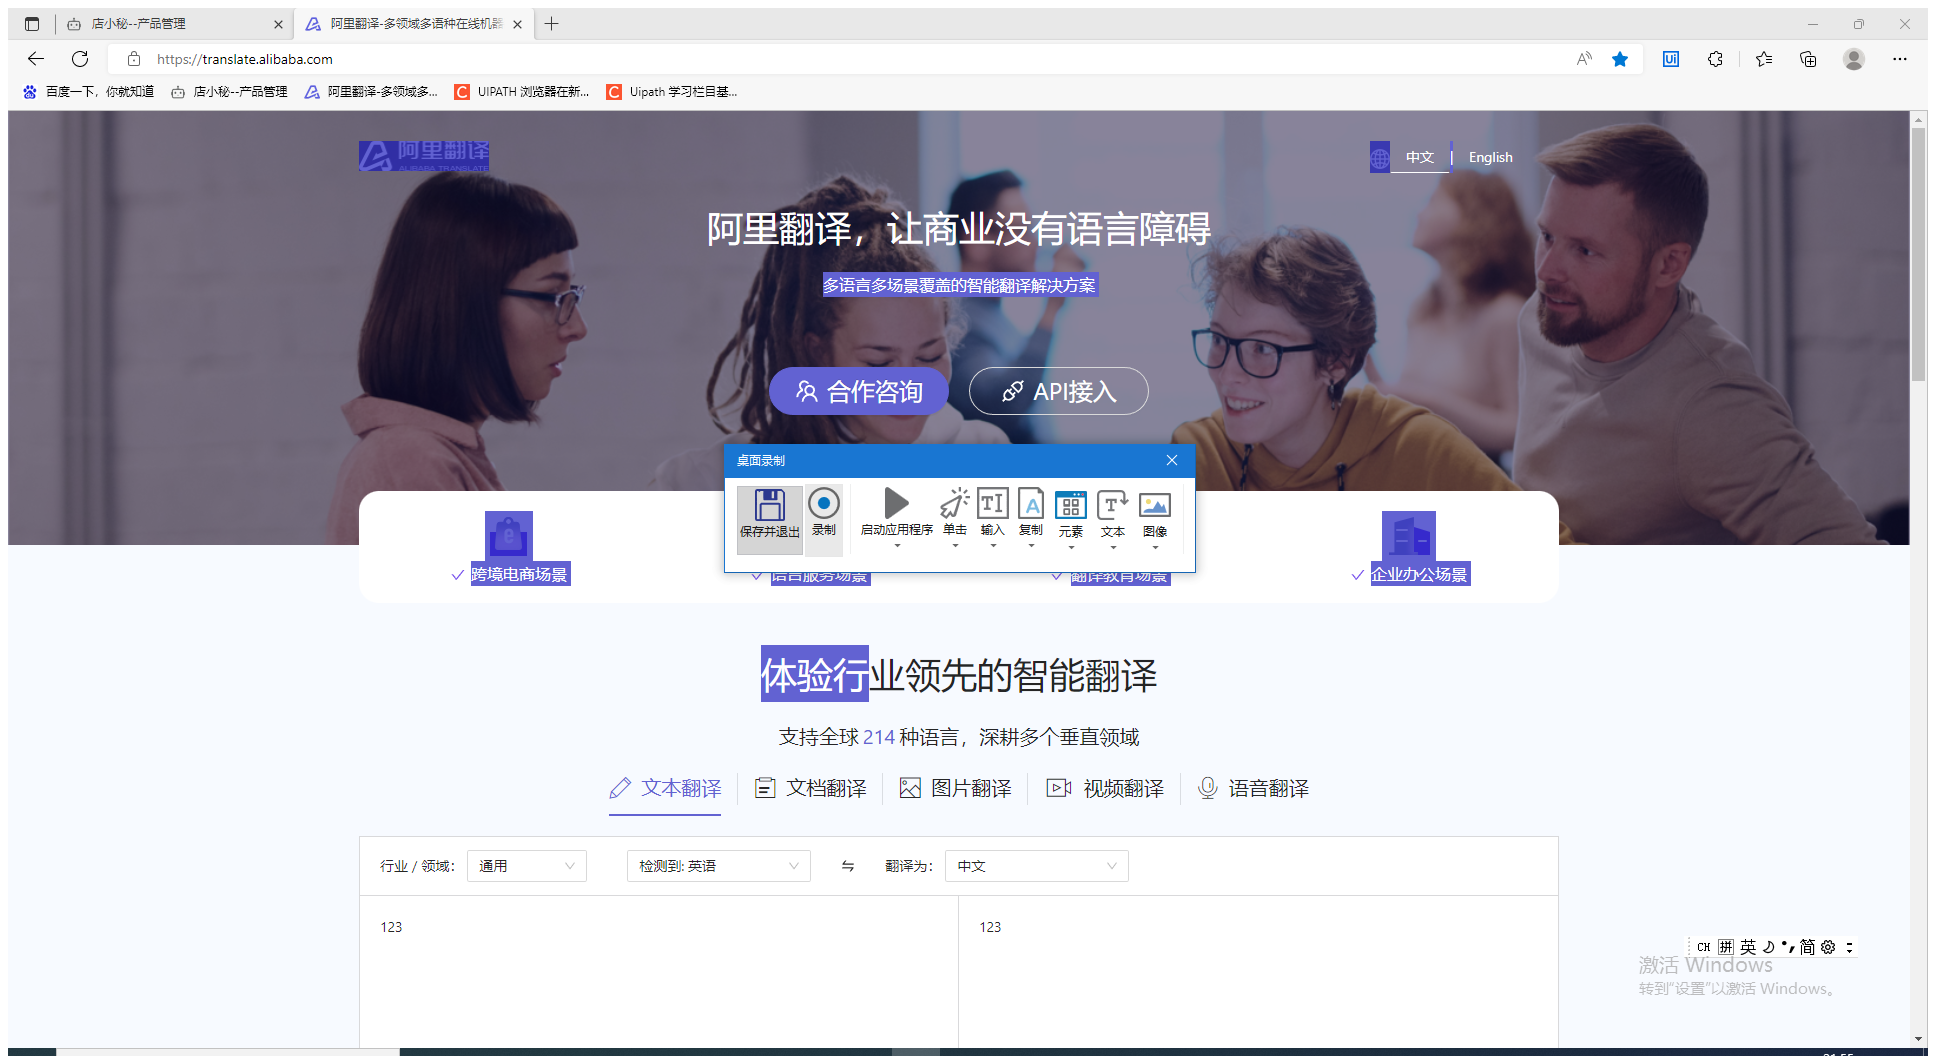 店小秘--产品管理
阿里翻译-多领域多语种在线机器
https://translate.alibaba.com
百度一下，你就知道
店小秘--产品管理
阿里翻译-多领域多...
UIPATH 浏览器在新...
Uipath 学习栏目基...
阿里翻译
ALIBABA TRANSLATE
中文 | English
阿里翻译，让商业没有语言障碍
多语言多场景覆盖的智能翻译解决方案
合作咨询
API接入
桌面录制
保存并退出
录制
启动应用程序
单击
输入
复制
元素
文本
图像
跨境电商场景
语言服务场景
翻译教育场景
企业办公场景
体验行业领先的智能翻译
支持全球 214 种语言，深耕多个垂直领域
文本翻译
文档翻译
图片翻译
视频翻译
语音翻译
行业 / 领域： 通用
检测到: 英语
翻译为： 中文
123
123
CH 拼 英 简
激活 Windows
转到“设置”以激活 Windows。